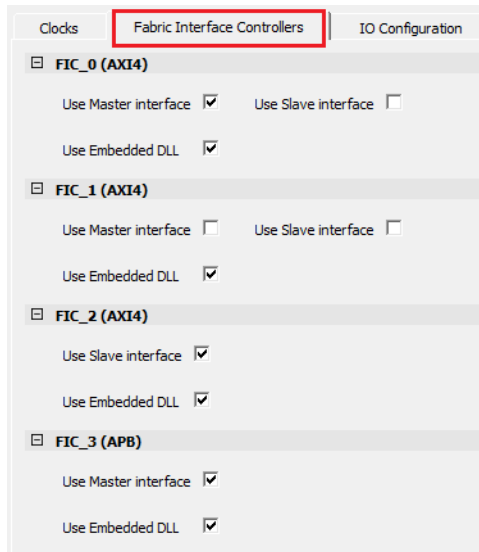 Clocks Fabric Interface Controllers IO Configuration
FIC_0 (AXI4)
Use Master interface Use Slave interface
Use Embedded DLL
FIC_1 (AXI4)
Use Master interface Use Slave interface
Use Embedded DLL
FIC_2 (AXI4)
Use Slave interface
Use Embedded DLL
FIC_3 (APB)
Use Master interface
Use Embedded DLL